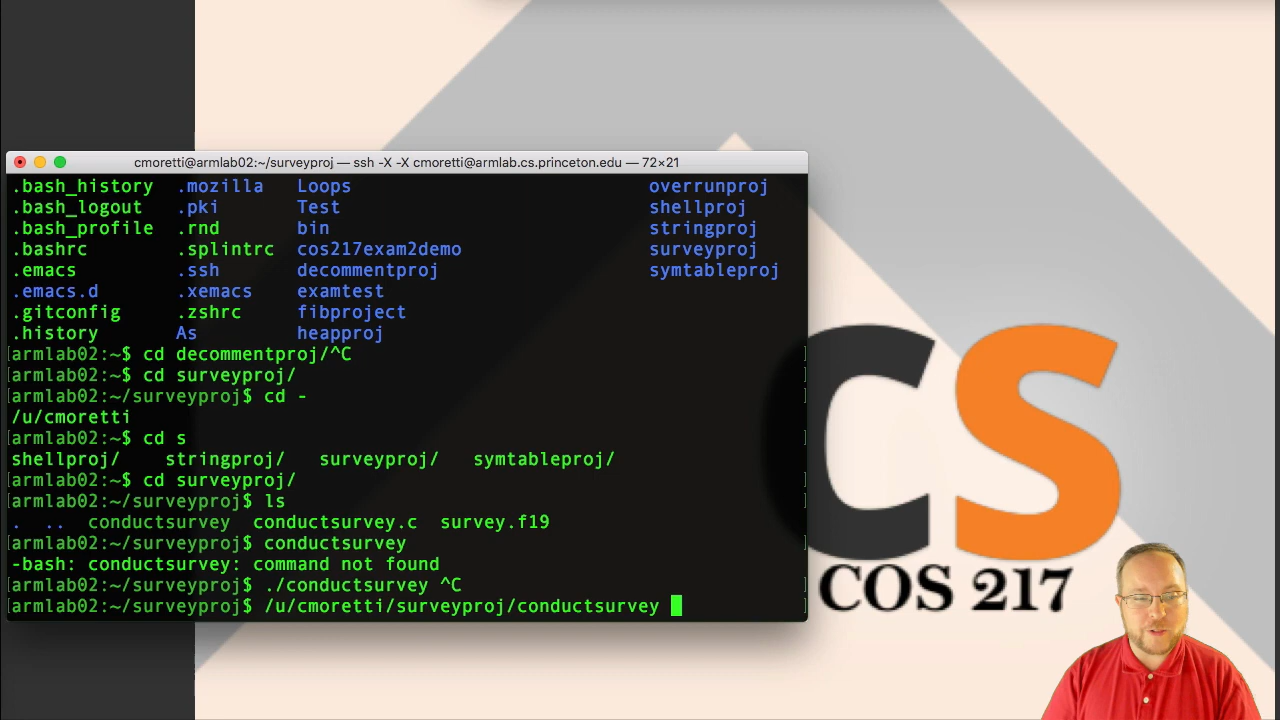 cmoretti@armlab02:~/surveyproj — ssh -X -X cmoretti@armlab.cs.princeton.edu — 72×21
.bash_history .mozilla Loops overrunproj
.bash_logout .pki Test shellproj
.bash_profile .rnd bin stringproj
.bashrc .splintrc cos217exam2demo surveyproj
.emacs .ssh decommentproj symtableproj
.emacs.d .xemacs examtest
.gitconfig .zshrc fibproject
.history As heapproj
[armlab02:~$ cd decommentproj/^C ]
[armlab02:~$ cd surveyproj/ ]
[armlab02:~/surveyproj$ cd - ]
/u/cmoretti
[armlab02:~$ cd s ]
shellproj/ stringproj/ surveyproj/ symtableproj/
[armlab02:~$ cd surveyproj/ ]
[armlab02:~/surveyproj$ ls ]
. .. conductsurvey conductsurvey.c survey.f19
[armlab02:~/surveyproj$ conductsurvey ]
-bash: conductsurvey: command not found
[armlab02:~/surveyproj$ ./conductsurvey ^C ]
[armlab02:~/surveyproj$ /u/cmoretti/surveyproj/conductsurvey ]
CS
COS 217